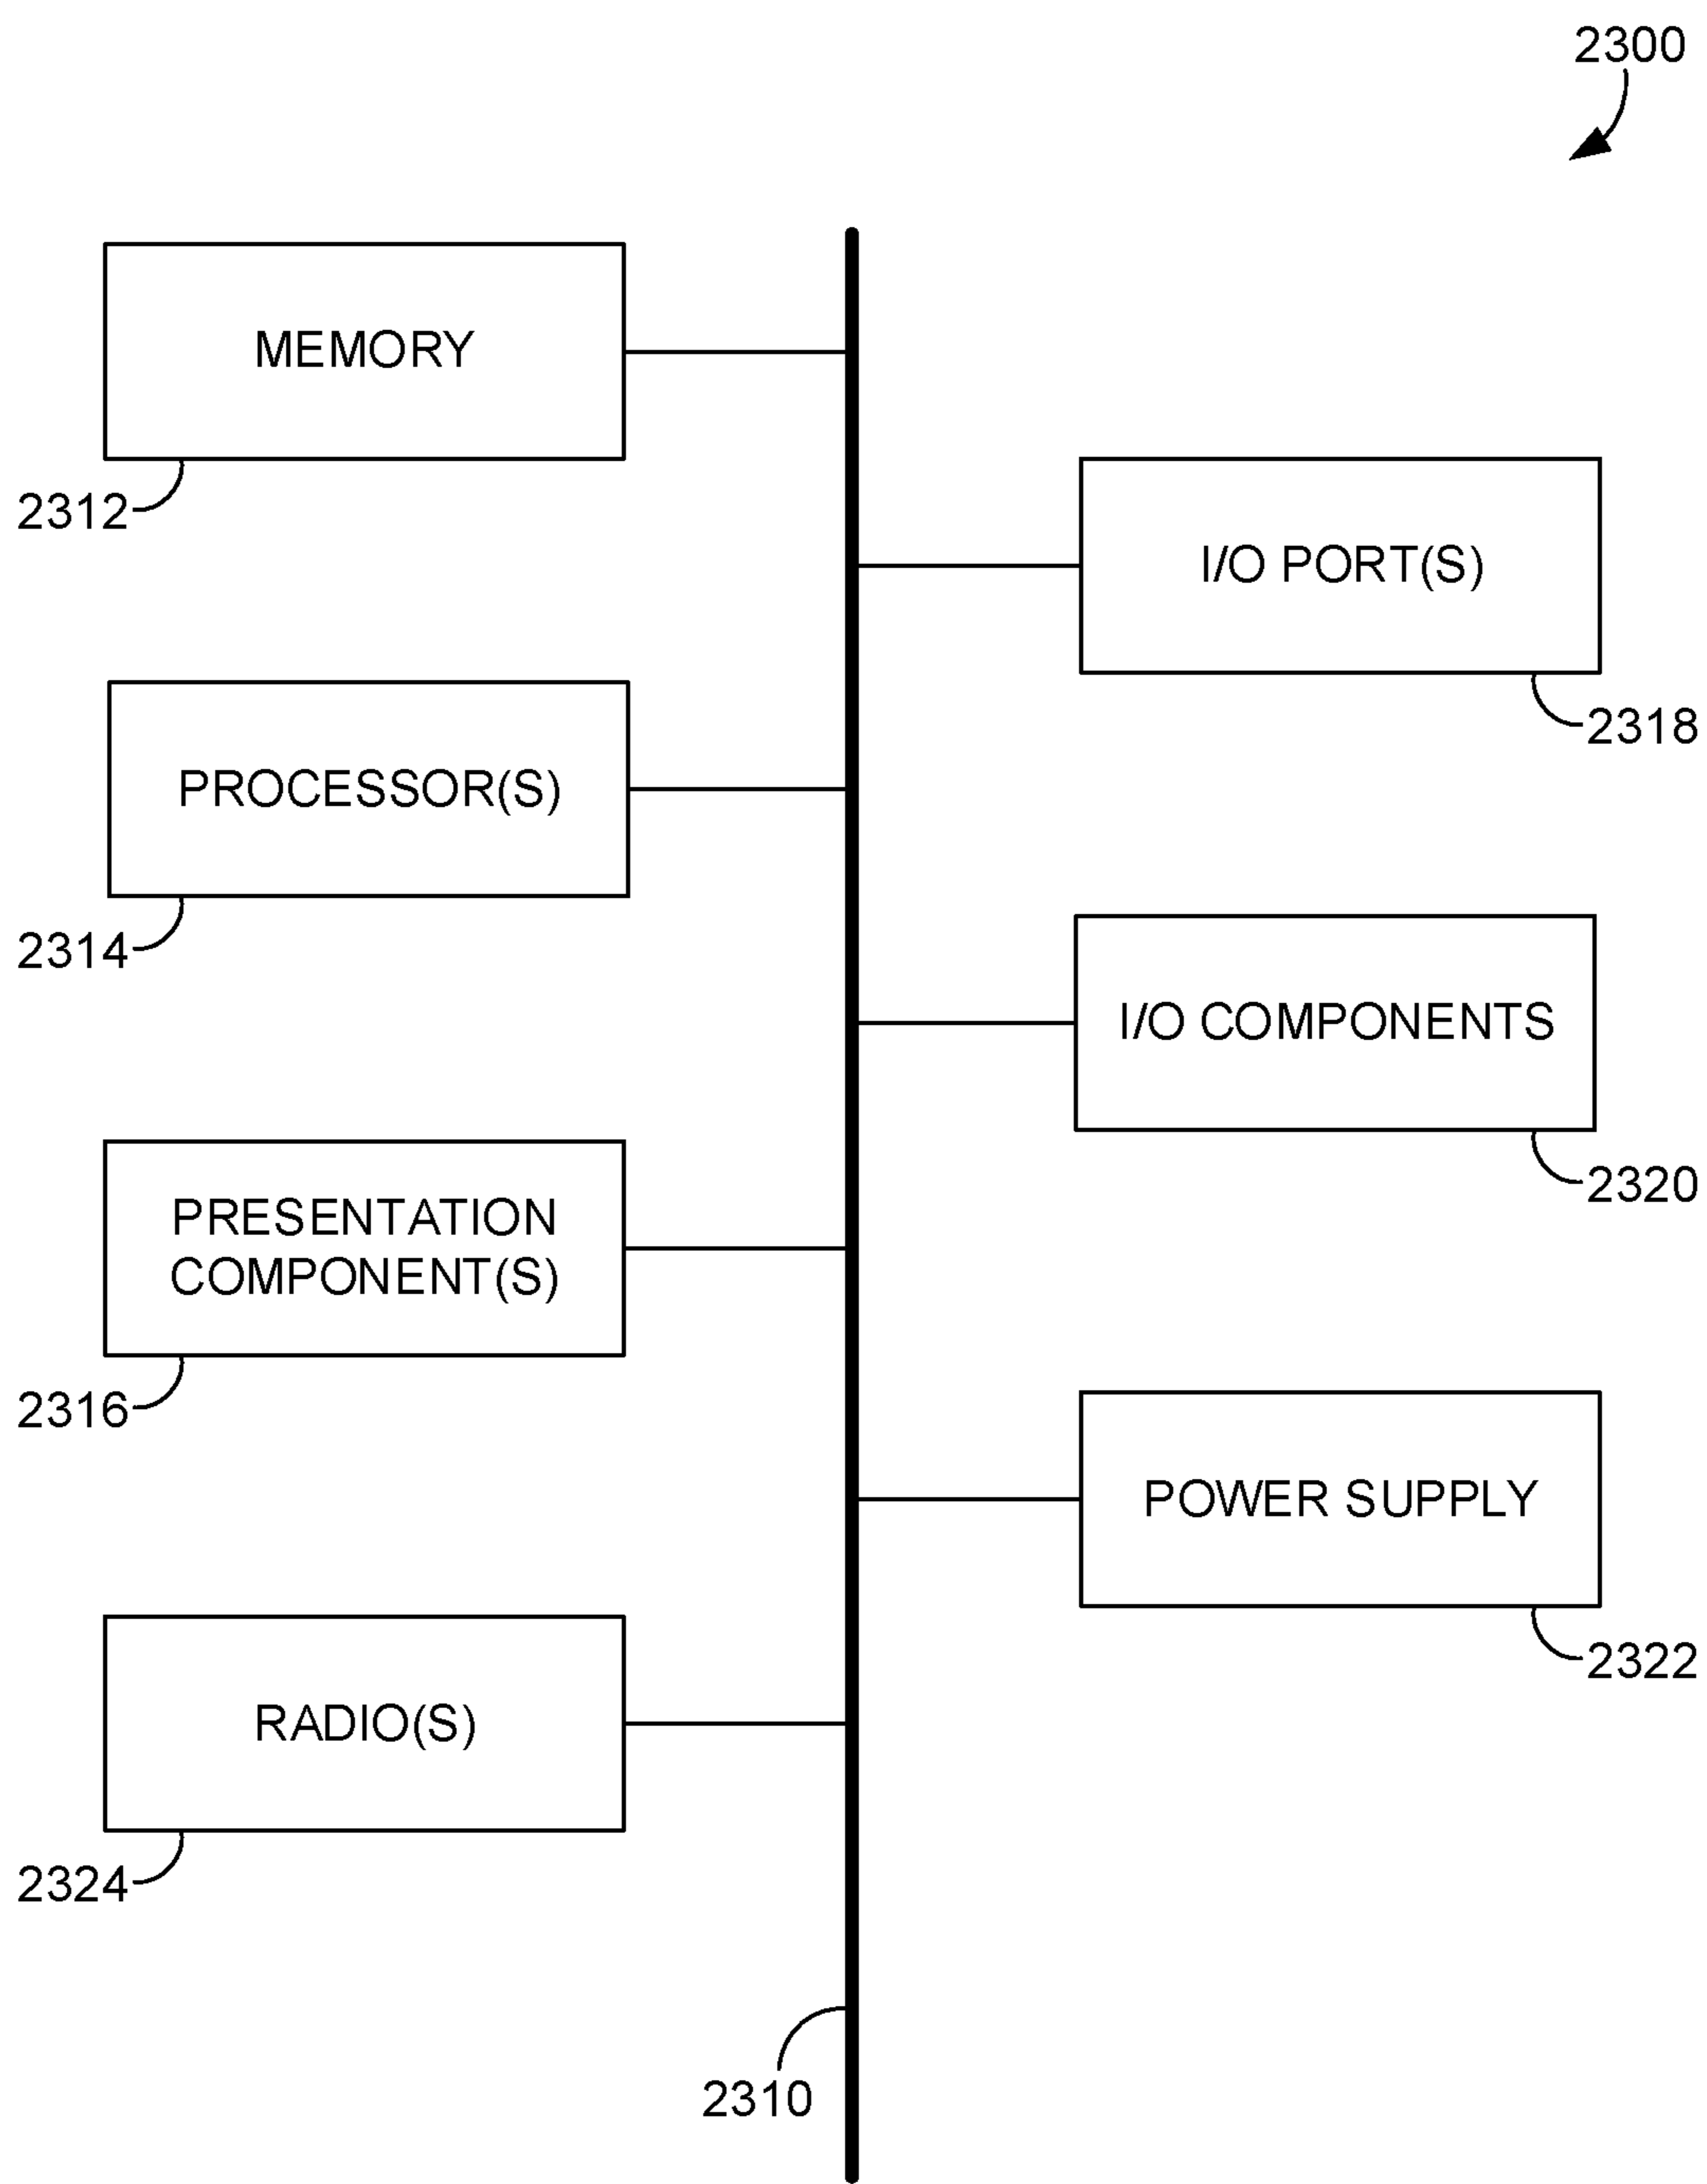 2300
MEMORY
2312
I/O PORT(S)
2318
PROCESSOR(S)
2314
I/O COMPONENTS
2320
PRESENTATION
COMPONENT(S)
2316
POWER SUPPLY
2322
RADIO(S)
2324
2310